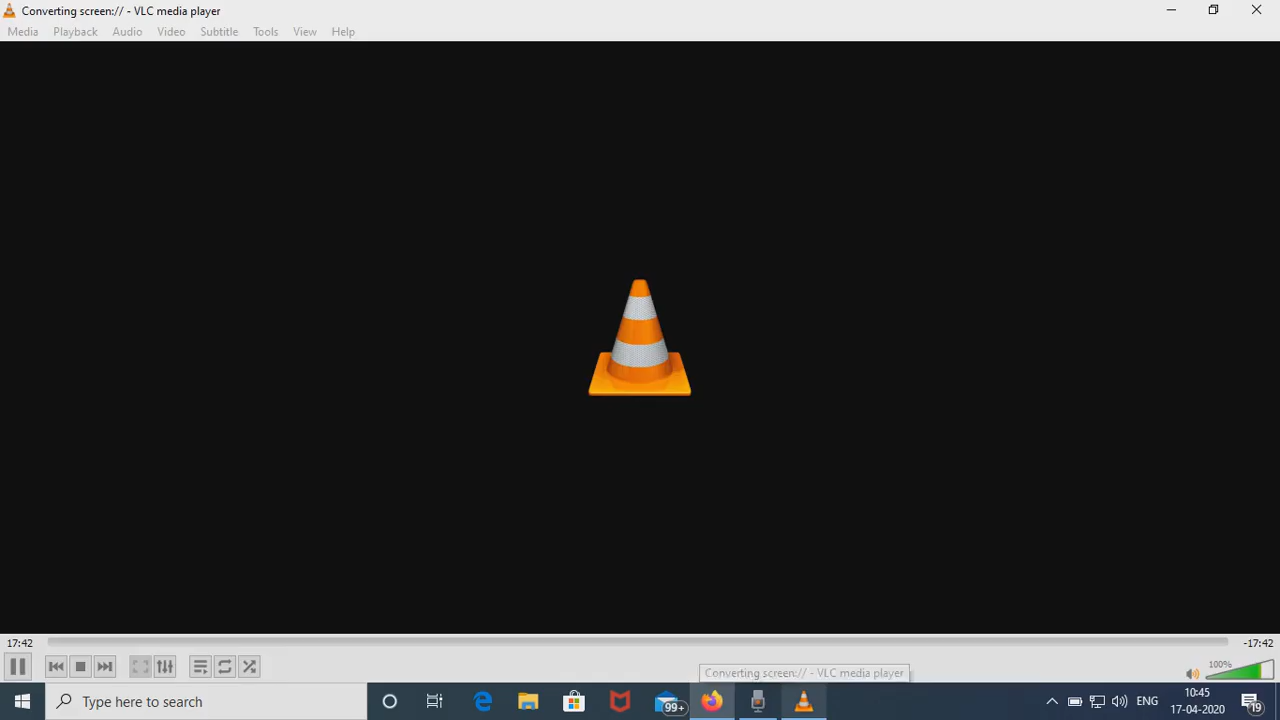 Converting screen:// - VLC media player
Media Playback Audio Video Subtitle Tools View Help
17:42 -17:42
100%
Converting screen:// - VLC media player
Type here to search
99+
ENG
10:45
17-04-2020
19